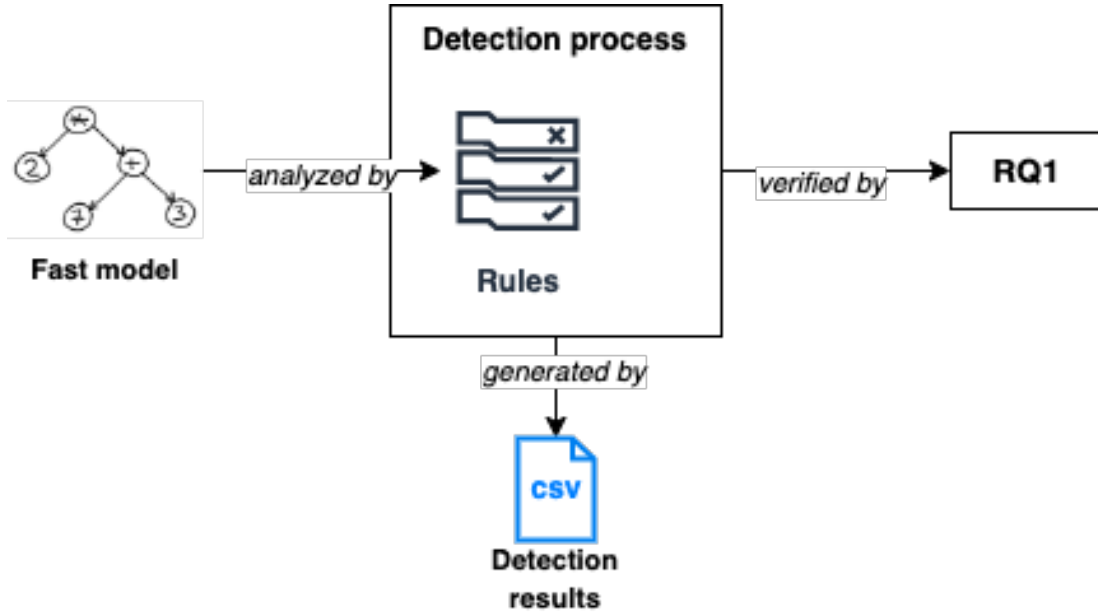 Detection process
*
2
+
7
3
Fast model
analyzed by
Rules
verified by
RQ1
generated by
csv
Detection
results